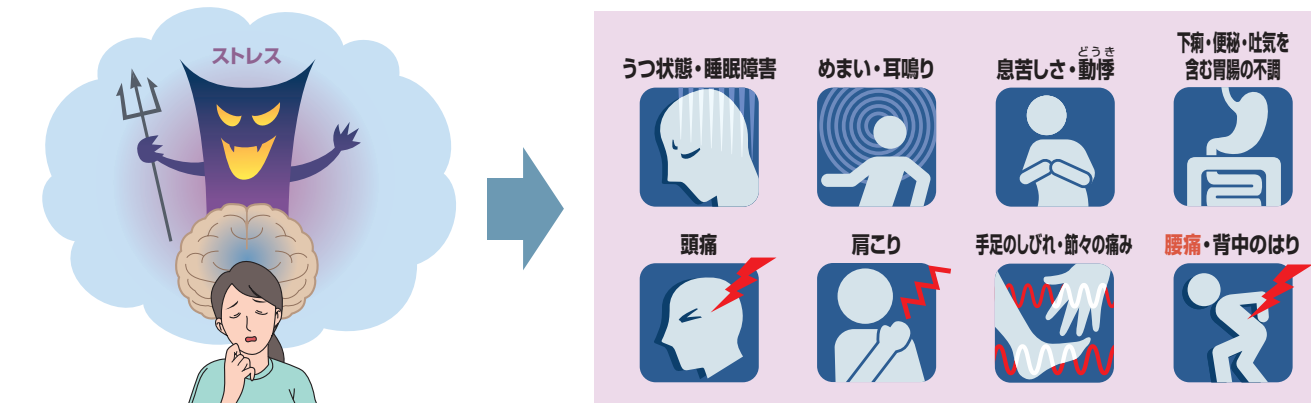 ストレス
うつ状態・睡眠障害
めまい・耳鳴り
どうき
息苦しさ・動悸
下痢・便秘・吐気を
含む胃腸の不調
頭痛
肩こり
手足のしびれ・節々の痛み
腰痛・背中のはり